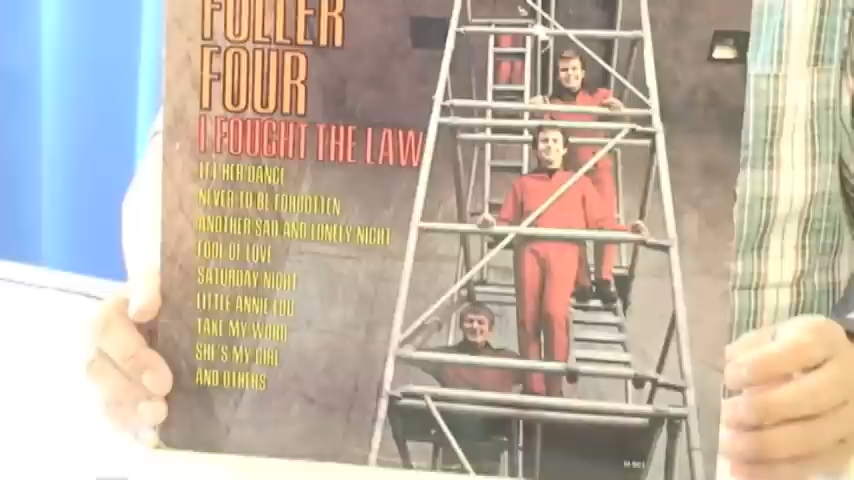 FULLER
FOUR
I FOUGHT THE LAW
LET HER DANCE
NEVER TO BE FORGOTTEN
ANOTHER SAD AND LONELY NIGHT
FOOL OF LOVE
SATURDAY NIGHT
LITTLE ANNIE LOU
TAKE MY WORD
SHE'S MY GIRL
AND OTHERS